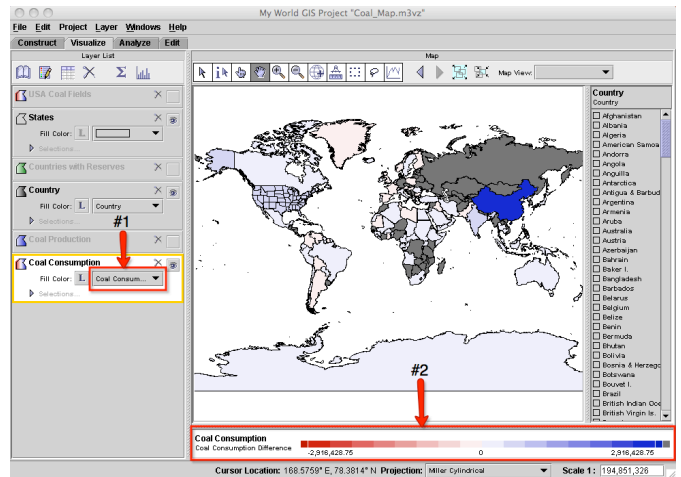 My World GIS Project "Coal_Map.m3vz"
File Edit Project Layer Windows Help
Construct Visualize Analyze Edit
Layer List
Map
Map View:
USA Coal Fields
States
Fill Color: L
Selections...
Countries with Reserves
Country
Fill Color: L Country
Selections...
#1
Coal Production
Coal Consumption
Fill Color: L Coal Consum...
Selections...
Country
Country
Afghanistan
Albania
Algeria
American Samoa
Andorra
Angola
Anguilla
Antarctica
Antigua & Barbud
Argentina
Armenia
Aruba
Australia
Austria
Azerbaijan
Bahrain
Baker I.
Bangladesh
Barbados
Belarus
Belgium
Belize
Benin
Bermuda
Bhutan
Bolivia
Bosnia & Herzego
Botswana
Bouvet I.
Brazil
British Indian Oce
British Virgin Is.
#2
Coal Consumption
Coal Consumption Difference
-2,916,428.75 0 2,916,428.75
Cursor Location: 168.5759° E, 78.3814° N Projection: Miller Cylindrical Scale 1: 194,851,326